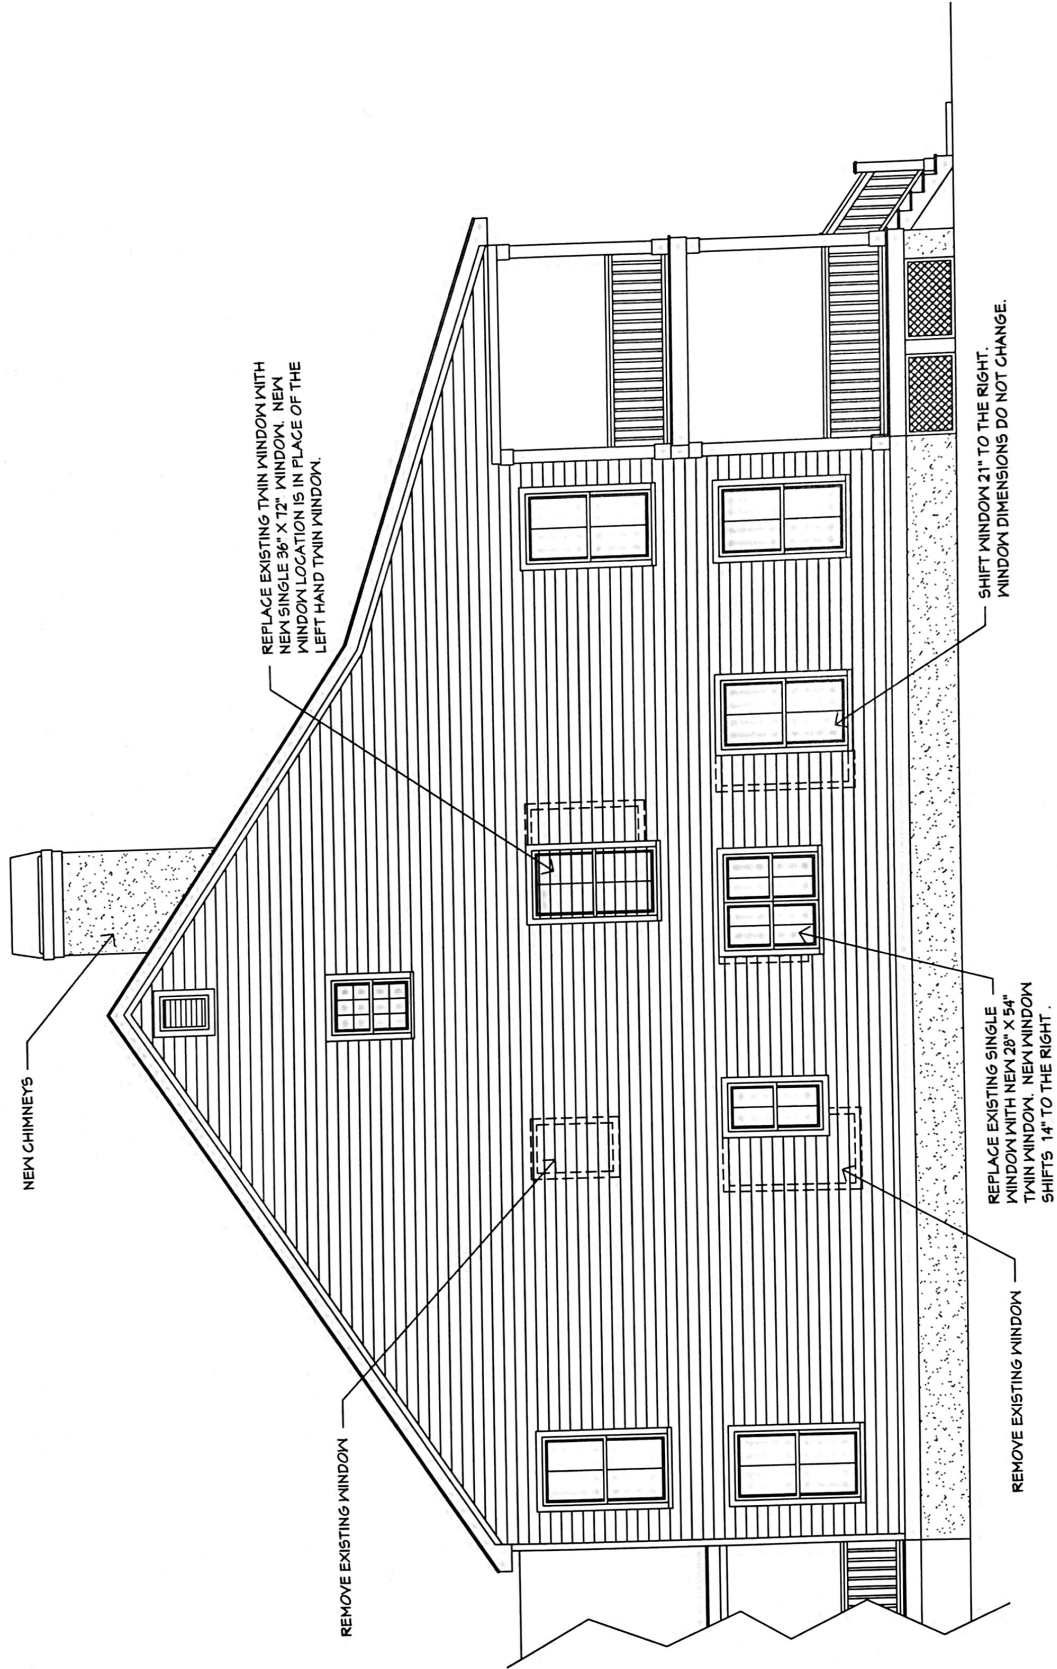 NEW CHIMNEYS
REPLACE EXISTING TWIN WINDOW WITH
NEW SINGLE 36" X 72" WINDOW. NEW
WINDOW LOCATION IS IN PLACE OF THE
LEFT HAND TWIN WINDOW.
REMOVE EXISTING WINDOW
SHIFT WINDOW 21" TO THE RIGHT.
WINDOW DIMENSIONS DO NOT CHANGE.
REPLACE EXISTING SINGLE
WINDOW WITH NEW 28" X 54"
TWIN WINDOW. NEW WINDOW
SHIFTS 14" TO THE RIGHT.
REMOVE EXISTING WINDOW